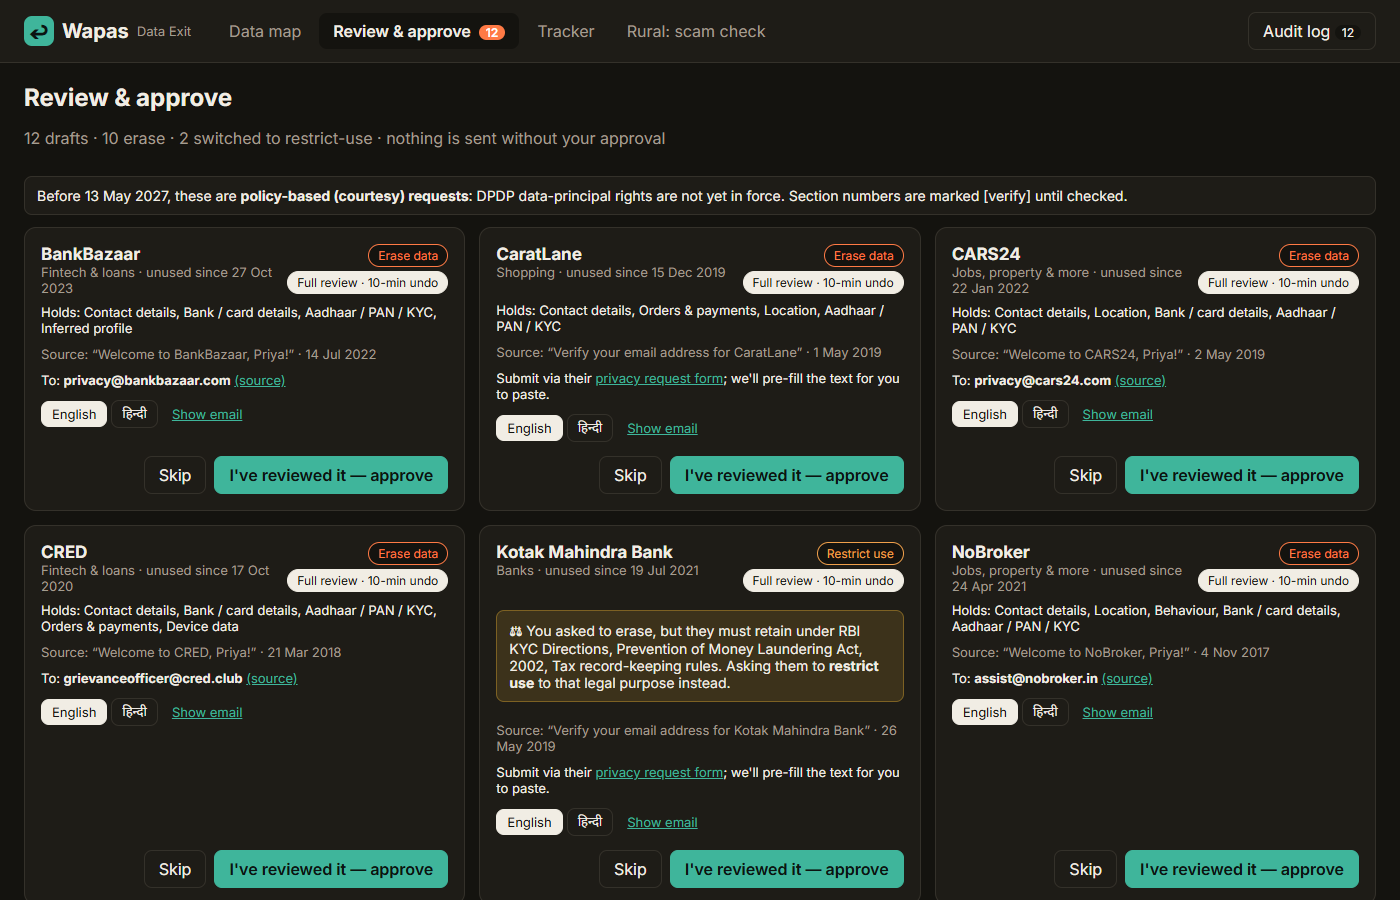 Wapas Data Exit Data map Review & approve 12 Tracker Rural: scam check Audit log 12
Review & approve
12 drafts · 10 erase · 2 switched to restrict-use · nothing is sent without your approval
Before 13 May 2027, these are policy-based (courtesy) requests: DPDP data-principal rights are not yet in force. Section numbers are marked [verify] until checked.
BankBazaar
Erase data
Fintech & loans · unused since 27 Oct
2023
Full review · 10-min undo
Holds: Contact details, Bank / card details, Aadhaar / PAN / KYC,
Inferred profile
Source: “Welcome to BankBazaar, Priya!” · 14 Jul 2022
To: privacy@bankbazaar.com (source)
English हिन्दी Show email
Skip I've reviewed it — approve
CaratLane
Erase data
Shopping · unused since 15 Dec 2019
Full review · 10-min undo
Holds: Contact details, Orders & payments, Location, Aadhaar /
PAN / KYC
Source: “Verify your email address for CaratLane” · 1 May 2019
Submit via their privacy request form; we'll pre-fill the text for you
to paste.
English हिन्दी Show email
Skip I've reviewed it — approve
CARS24
Erase data
Jobs, property & more · unused since
22 Jan 2022
Full review · 10-min undo
Holds: Contact details, Location, Bank / card details, Aadhaar /
PAN / KYC
Source: “Welcome to CARS24, Priya!” · 2 May 2019
To: privacy@cars24.com (source)
English हिन्दी Show email
Skip I've reviewed it — approve
CRED
Erase data
Fintech & loans · unused since 17 Oct
2020
Full review · 10-min undo
Holds: Contact details, Bank / card details, Aadhaar / PAN / KYC,
Orders & payments, Device data
Source: “Welcome to CRED, Priya!” · 21 Mar 2018
To: grievanceofficer@cred.club (source)
English हिन्दी Show email
Skip I've reviewed it — approve
Kotak Mahindra Bank
Restrict use
Banks · unused since 19 Jul 2021
Full review · 10-min undo
⚖ You asked to erase, but they must retain under RBI
KYC Directions, Prevention of Money Laundering Act,
2002, Tax record-keeping rules. Asking them to restrict
use to that legal purpose instead.
Source: “Verify your email address for Kotak Mahindra Bank” · 26
May 2019
Submit via their privacy request form; we'll pre-fill the text for you
to paste.
English हिन्दी Show email
Skip I've reviewed it — approve
NoBroker
Erase data
Jobs, property & more · unused since
24 Apr 2021
Full review · 10-min undo
Holds: Contact details, Location, Behaviour, Bank / card details,
Aadhaar / PAN / KYC
Source: “Welcome to NoBroker, Priya!” · 4 Nov 2017
To: assist@nobroker.in (source)
English हिन्दी Show email
Skip I've reviewed it — approve